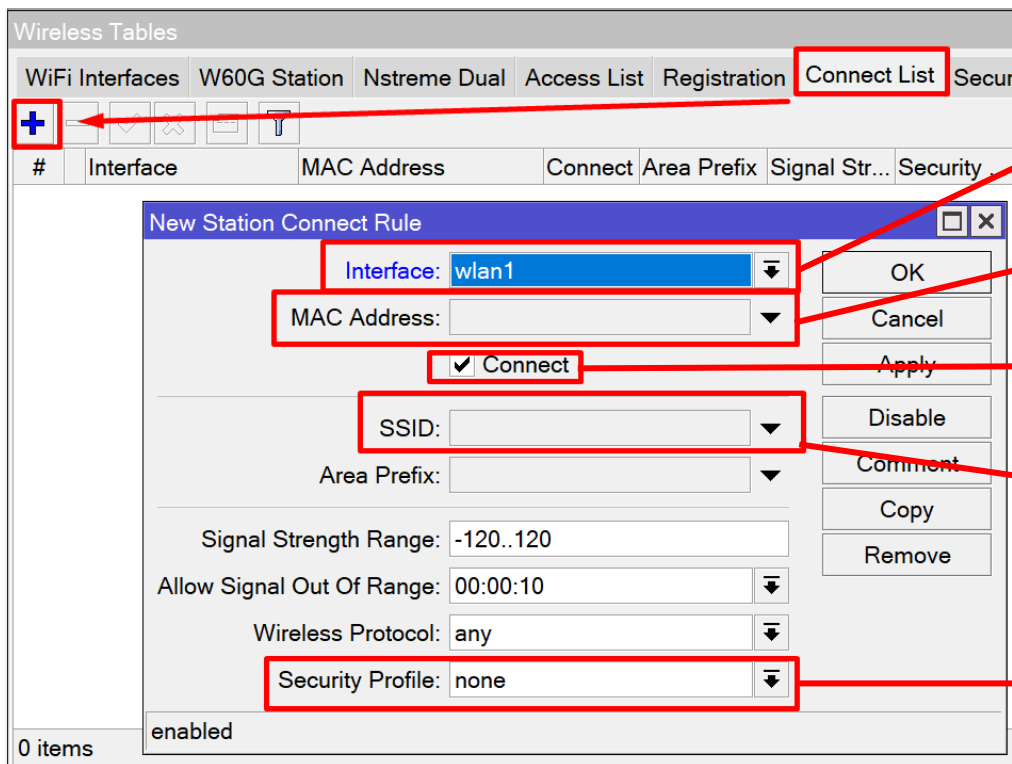 Wireless Tables
WiFi Interfaces W60G Station Nstreme Dual Access List Registration Connect List Secur
# Interface MAC Address Connect Area Prefix Signal Str... Security ...
New Station Connect Rule
Interface: wlan1 OK
MAC Address: Cancel
Connect Apply
SSID: Disable
Area Prefix: Comment
Copy
Signal Strength Range: -120..120
Remove
Allow Signal Out Of Range: 00:00:10
Wireless Protocol: any
Security Profile: none
enabled
0 items